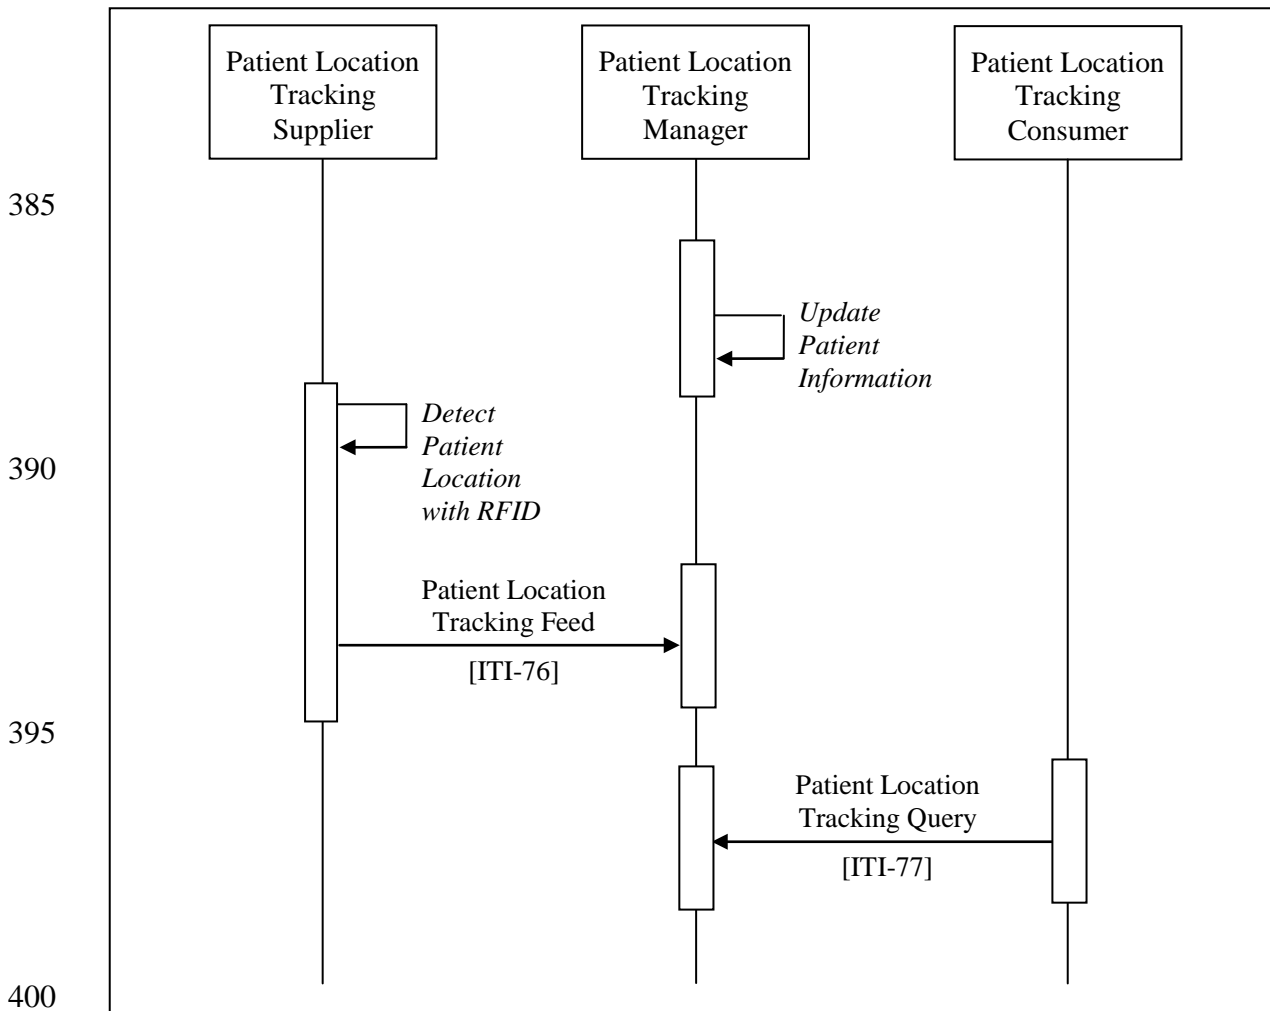 Patient Location
Tracking
Supplier
Patient Location
Tracking
Manager
Patient Location
Tracking
Consumer
385
Update
Patient
Information
Detect
Patient
Location
with RFID
390
Patient Location
Tracking Feed
[ITI-76]
395
Patient Location
Tracking Query
[ITI-77]
400